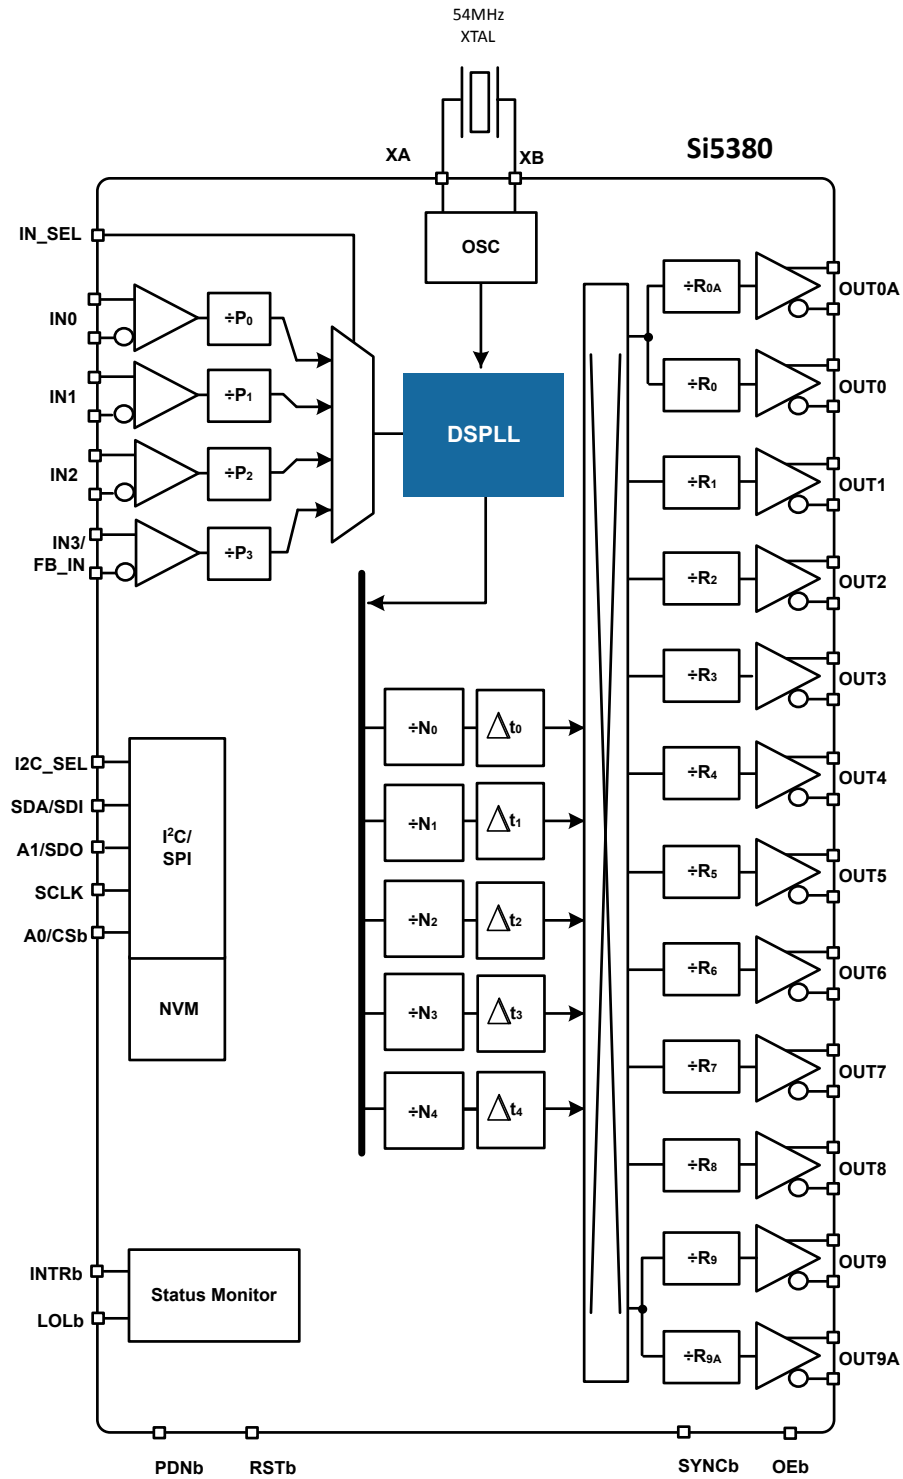 54MHz
XTAL
Si5380
XA
XB
IN_SEL
OSC
IN0
÷P0
IN1
÷P1
IN2
÷P2
IN3/
FB_IN
÷P3
DSPLL
÷R0A
OUT0A
÷R0
OUT0
÷R1
OUT1
÷R2
OUT2
÷R3
OUT3
÷R4
OUT4
÷R5
OUT5
÷R6
OUT6
÷R7
OUT7
÷R8
OUT8
÷R9
OUT9
÷R9A
OUT9A
÷N0
Δt0
÷N1
Δt1
÷N2
Δt2
÷N3
Δt3
÷N4
Δt4
I2C_SEL
SDA/SDI
A1/SDO
SCLK
A0/CSb
I²C/
SPI
NVM
INTRb
LOLb
Status Monitor
PDNb
RSTb
SYNCb
OEb